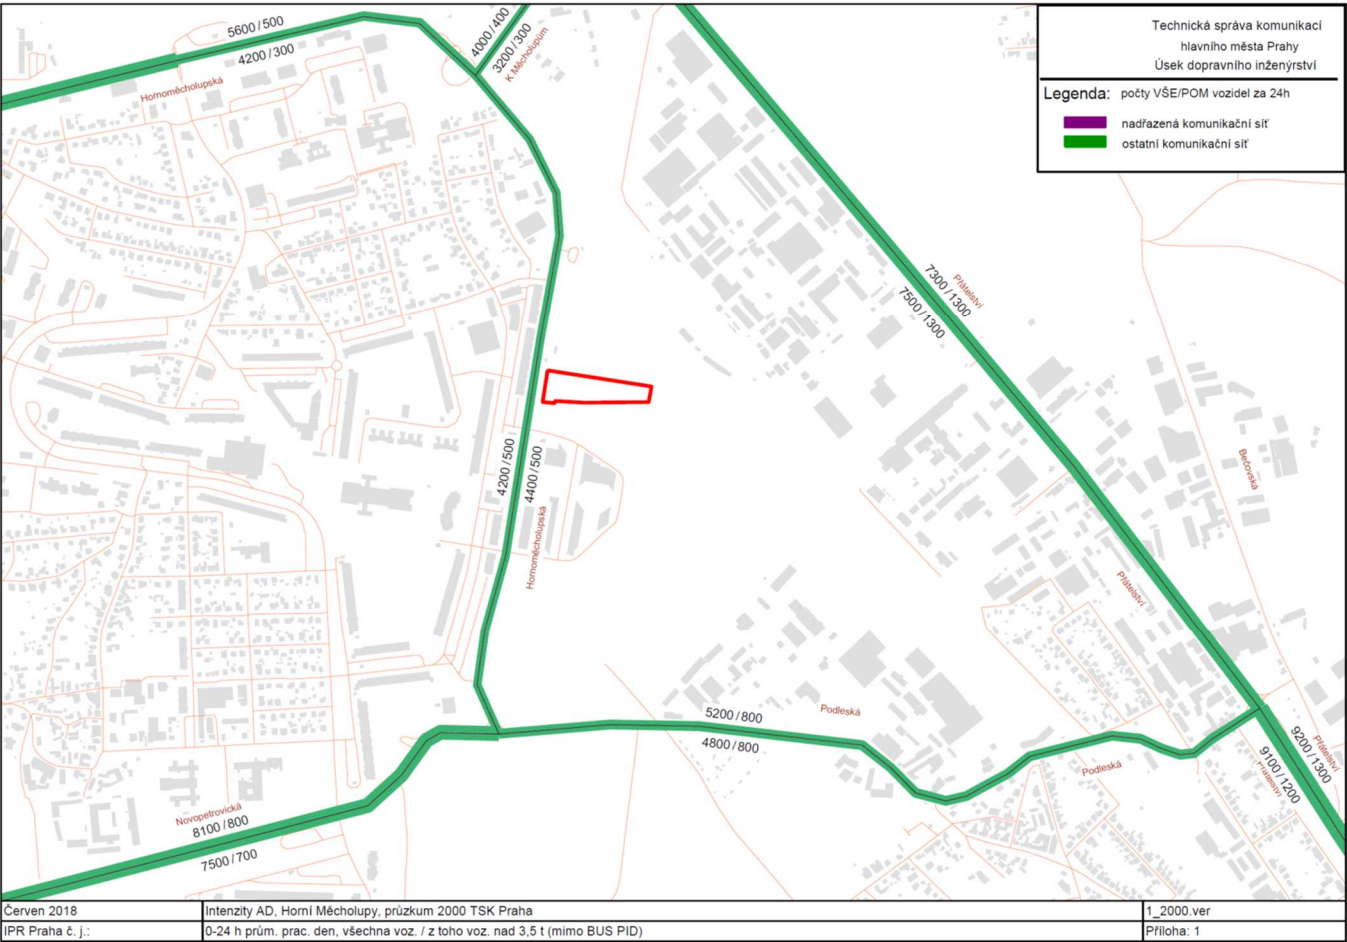 Technická správa komunikací
hlavního města Prahy
Úsek dopravního inženýrství
Legenda: počty VŠE/POM vozidel za 24h
nadřazená komunikační síť
ostatní komunikační síť
5600/500
4200/300
Hornoměcholupská
4000/400
3200/300
K Měcholupům
7300/1300
7500/1300
Přátelství
4200/500
4400/500
Hornoměcholupská
Bečovská
Přátelství
5200/800
4800/800
Podleská
Podleská
9200/1300
9100/1200
Přátelství
Přátelství
Novopetrovická
8100/800
7500/700
Červen 2018
Intenzity AD, Horní Měcholupy, průzkum 2000 TSK Praha
1_2000.ver
IPR Praha č. j.:
0-24 h prům. prac. den, všechna voz. / z toho voz. nad 3,5 t (mimo BUS PID)
Příloha: 1